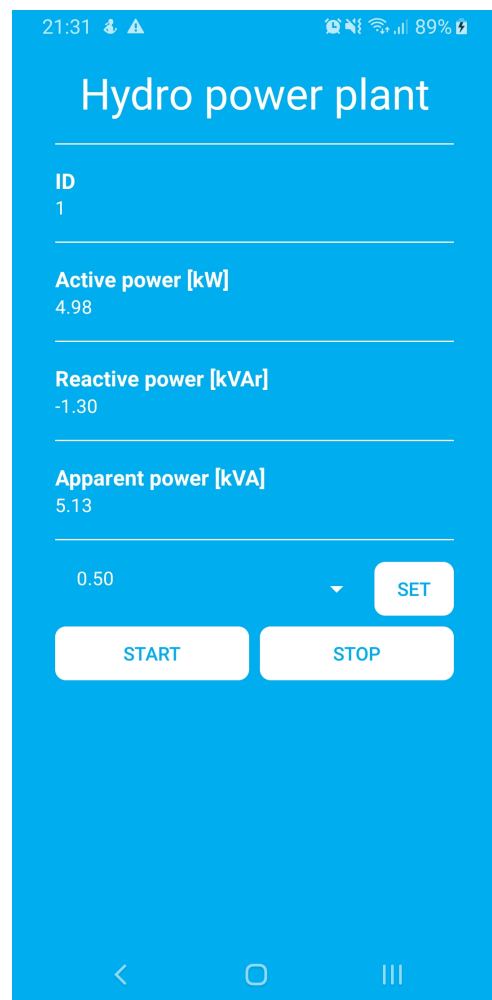 21:31 89%
Hydro power plant
ID
1
Active power [kW]
4.98
Reactive power [kVAr]
-1.30
Apparent power [kVA]
5.13
0.50 SET
START STOP